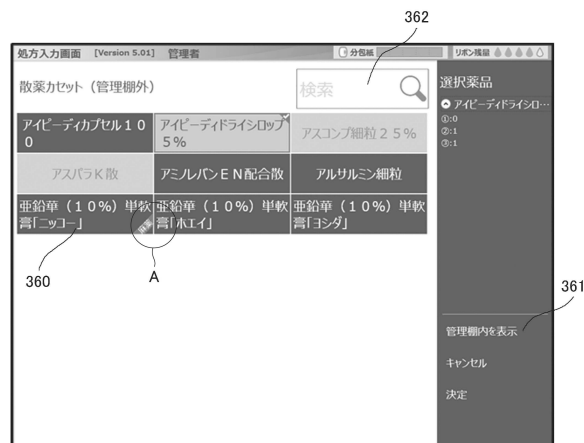 362
処方入力画面 [Version 5.01] 管理者 分包紙 リボン残量
散薬カセット（管理棚外）
検索
選択薬品
アイピーディドライシロ…
①:0
②:1
③:1
アイピーディカプセル１０
０
アイピーディドライシロップ
５％
アスコンプ細粒２５％
アスパラＫ散
アミノレバンＥＮ配合散
アルサルミン細粒
亜鉛華（１０％）単軟
膏「ニッコー」
亜鉛華（１０％）単軟
膏「ホエイ」
亜鉛華（１０％）単軟
膏「ヨシダ」
360
A
361
管理棚内を表示
キャンセル
決定